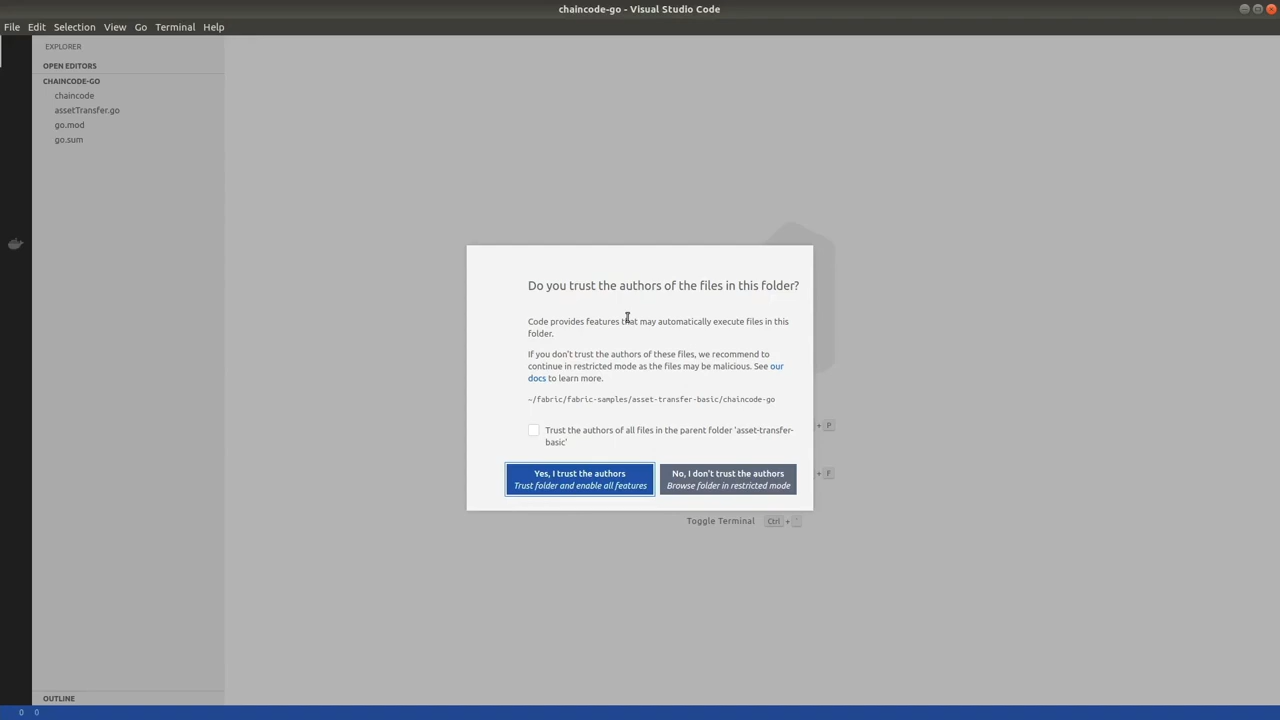 chaincode-go - Visual Studio Code
File Edit Selection View Go Terminal Help
EXPLORER
OPEN EDITORS
CHAINCODE-GO
chaincode
assetTransfer.go
go.mod
go.sum
Do you trust the authors of the files in this folder?
Code provides features that may automatically execute files in this
folder.
If you don't trust the authors of these files, we recommend to
continue in restricted mode as the files may be malicious. See our
docs to learn more.
~/fabric/fabric-samples/asset-transfer-basic/chaincode-go
Trust the authors of all files in the parent folder 'asset-transfer-
basic'
Yes, I trust the authors
Trust folder and enable all features
No, I don't trust the authors
Browse folder in restricted mode
+ P
+ F
Toggle Terminal Ctrl + `
OUTLINE
0 0